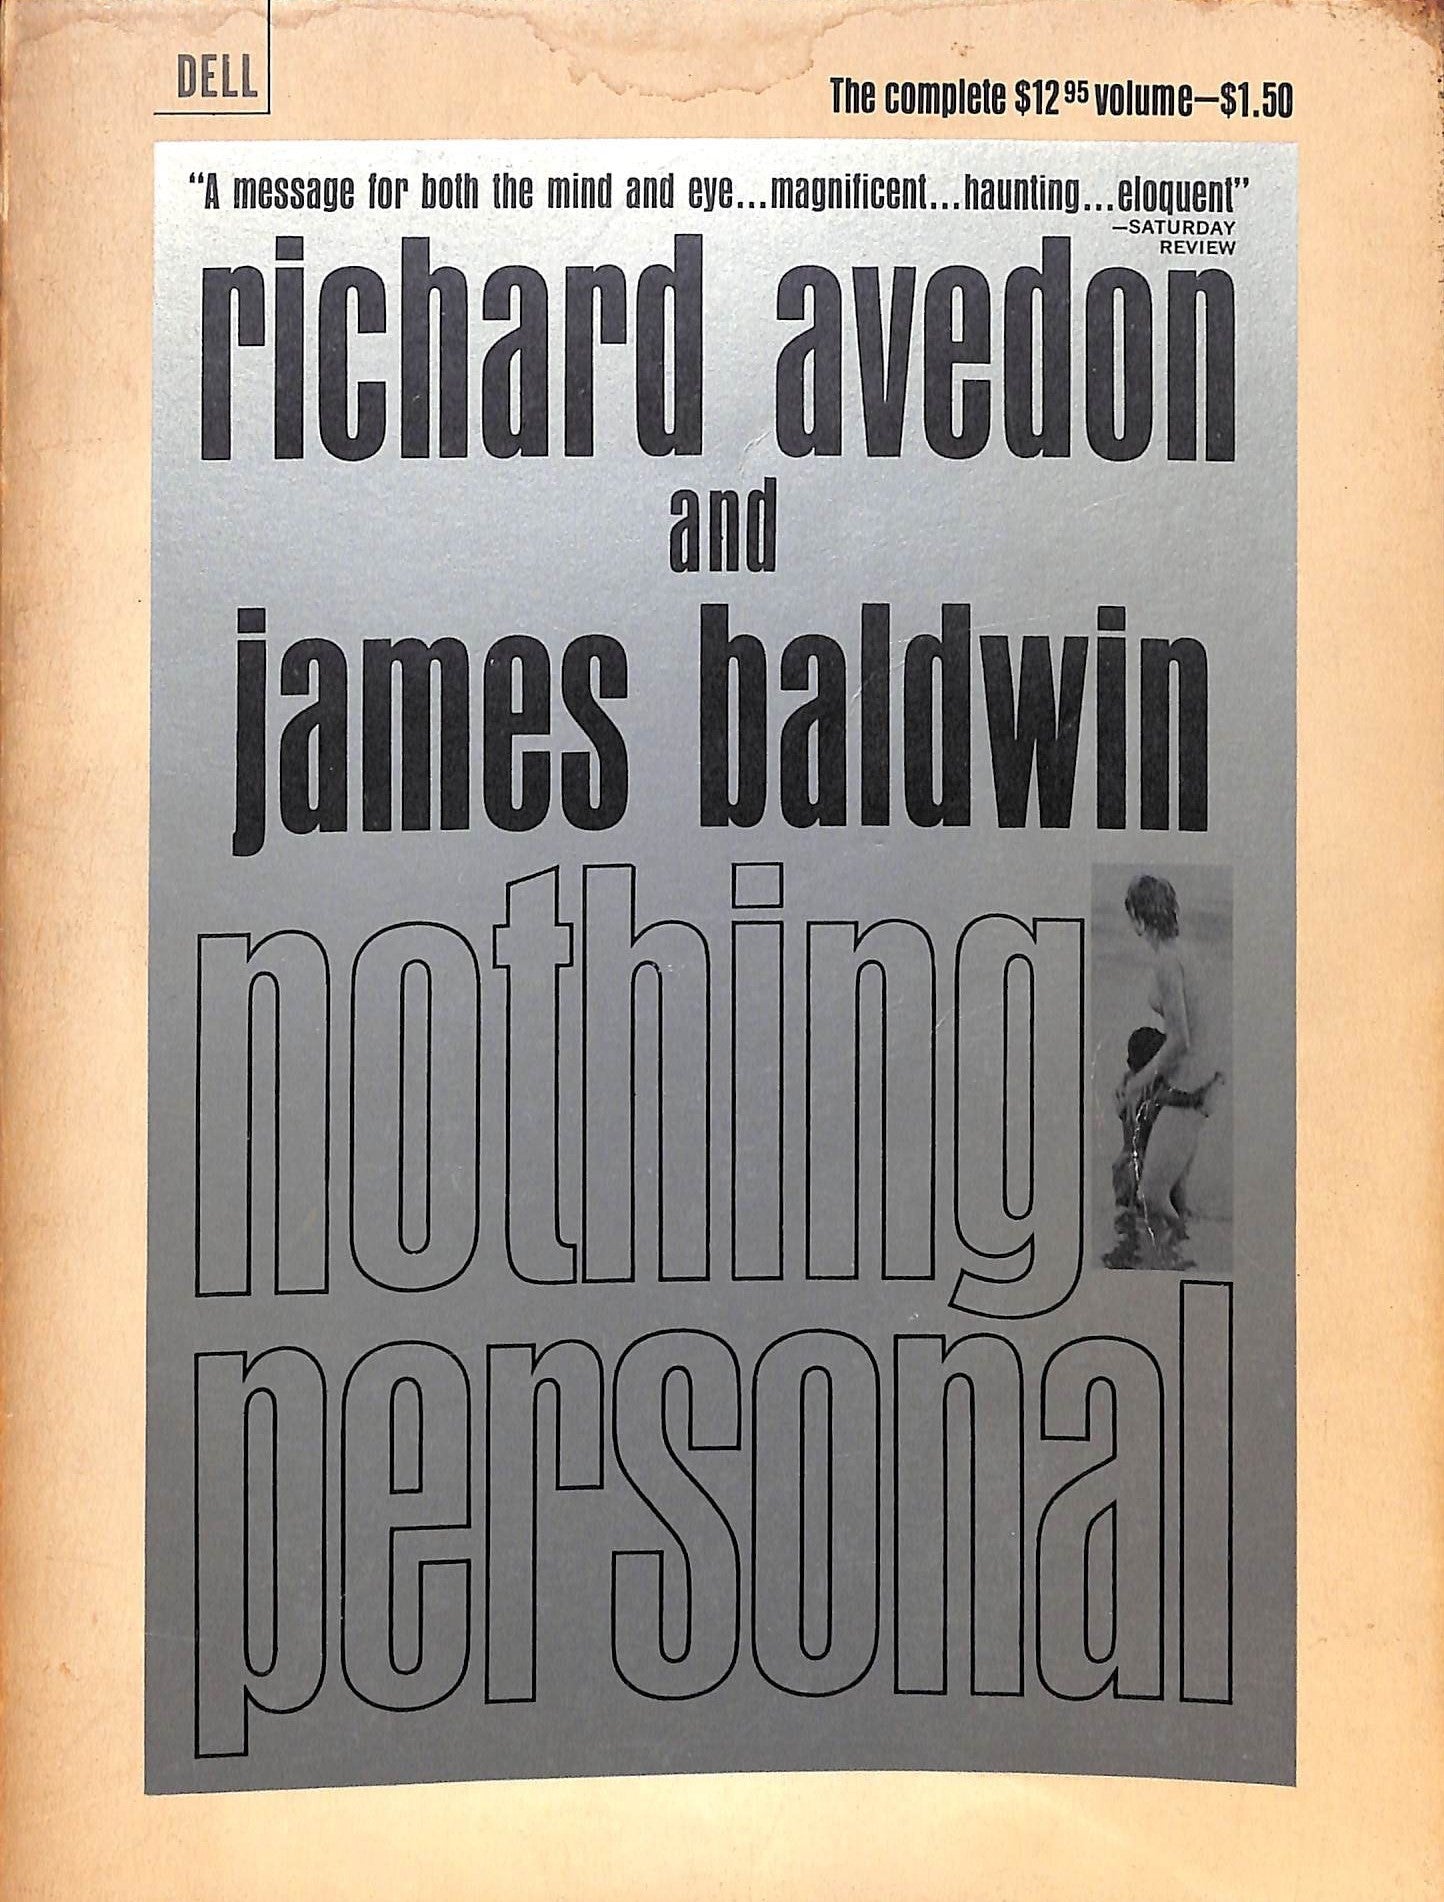 DELL
The complete $12 95 volume—$1.50
“A message for both the mind and eye...magnificent...haunting...eloquent”
—SATURDAY
REVIEW
richard avedon
and
james baldwin
nothing
personal